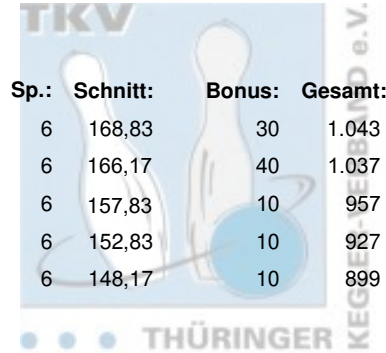 TKV
Sp.: Schnitt: Bonus: Gesamt:
6 168,83 30 1.043
6 166,17 40 1.037
6 157,83 10 957
6 152,83 10 927
6 148,17 10 899
THÜRINGER
KEGLER-VERBAND e.V.